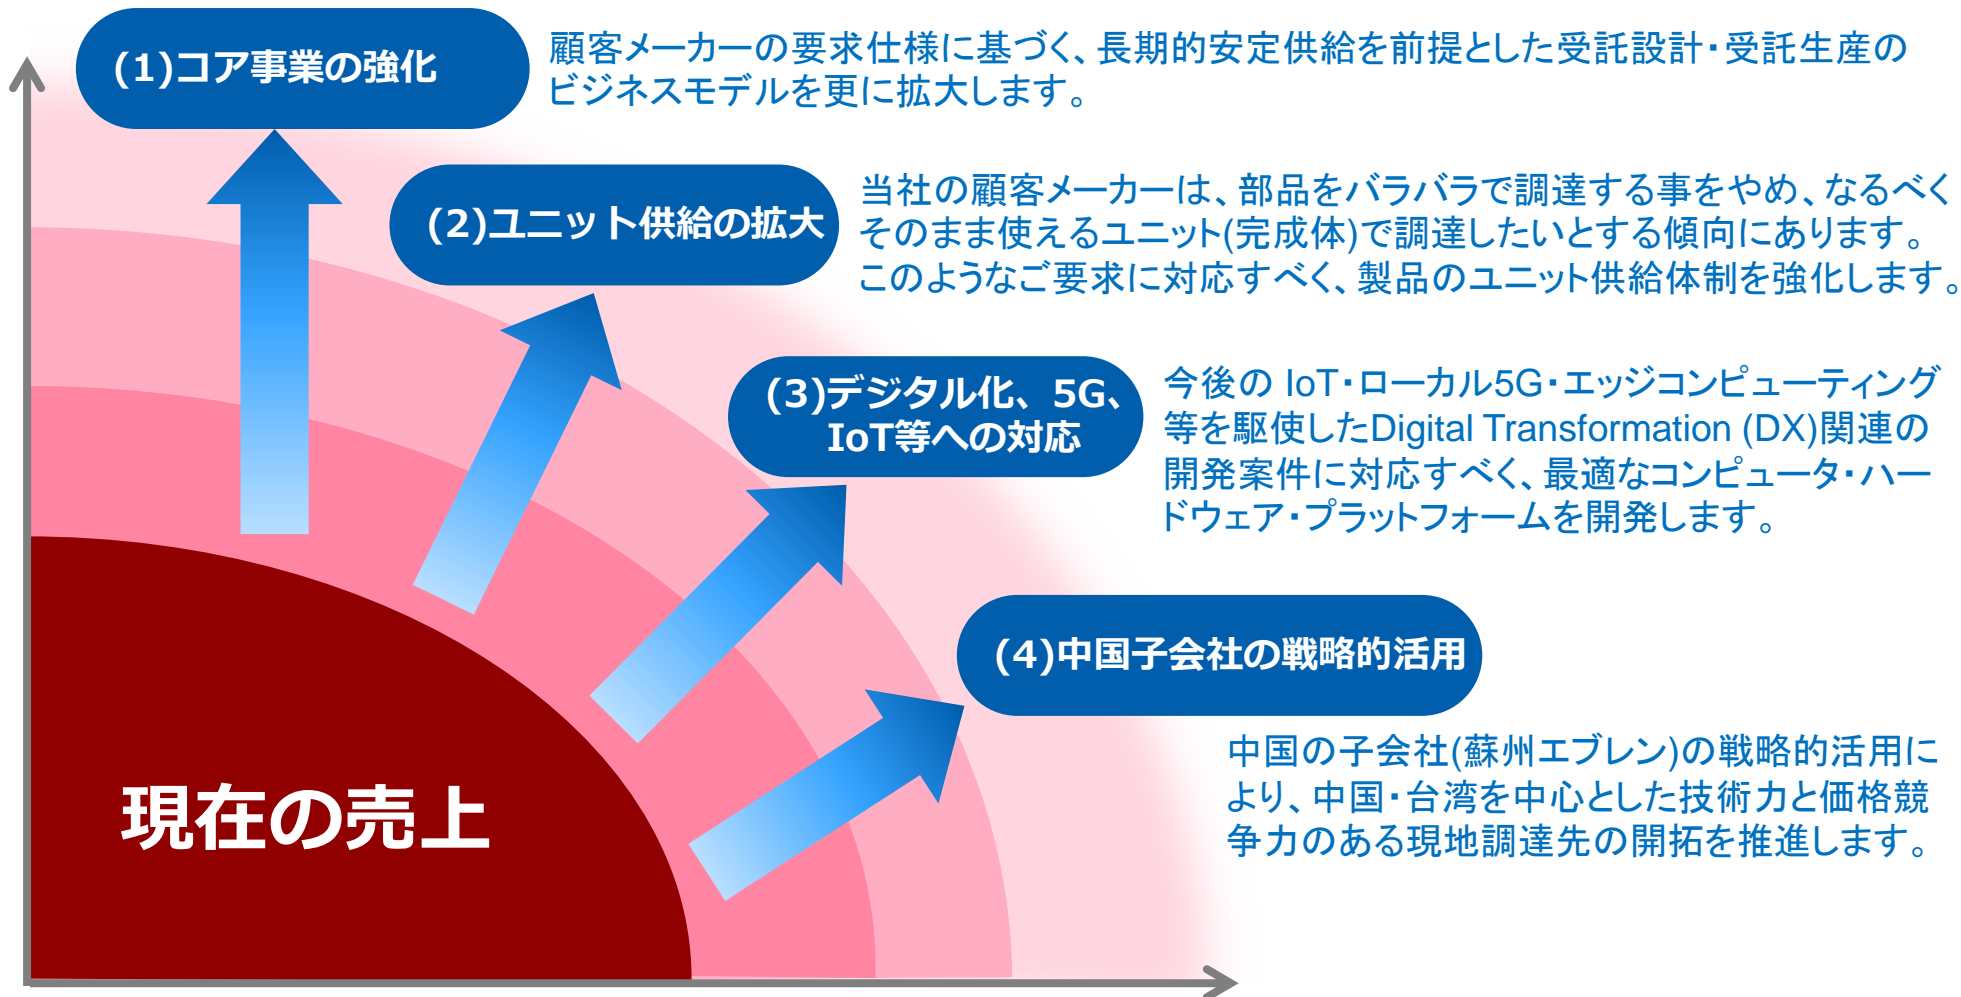 (1)コア事業の強化
顧客メーカーの要求仕様に基づく、長期的安定供給を前提とした受託設計・受託生産の
ビジネスモデルを更に拡大します。
(2)ユニット供給の拡大
当社の顧客メーカーは、部品をバラバラで調達する事をやめ、なるべく
そのまま使えるユニット(完成体)で調達したいとする傾向にあります。
このようなご要求に対応すべく、製品のユニット供給体制を強化します。
(3)デジタル化、5G、
IoT等への対応
今後の IoT・ローカル5G・エッジコンピューティング
等を駆使したDigital Transformation (DX)関連の
開発案件に対応すべく、最適なコンピュータ・ハー
ドウェア・プラットフォームを開発します。
(4)中国子会社の戦略的活用
中国の子会社(蘇州エブレン)の戦略的活用に
より、中国・台湾を中心とした技術力と価格競
争力のある現地調達先の開拓を推進します。
現在の売上